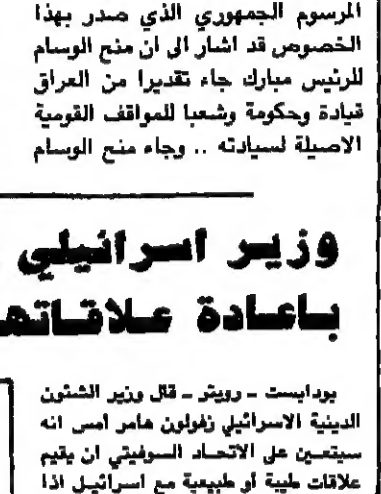 المرسوم الجمهوري الذي صدر بهذا
الخصوص قد اشار الى ان منح الوسام
للرئيس مبارك جاء تقديرا من العراق
قيادة وحكومة وشعبا للمواقف القومية
الاصيلة لسيادته .. وجاء منح الوسام
وزير اسرائيلي
باعادة علاقاتها
بودابست ـ رويتر ـ قال وزير الشئون
الدينية الاسرائيلي زفولون هامر امس انه
سيتعين على الاتحاد السوفيتي ان يقيم
علاقات طيبة أو طبيعية مع اسرائيل اذا